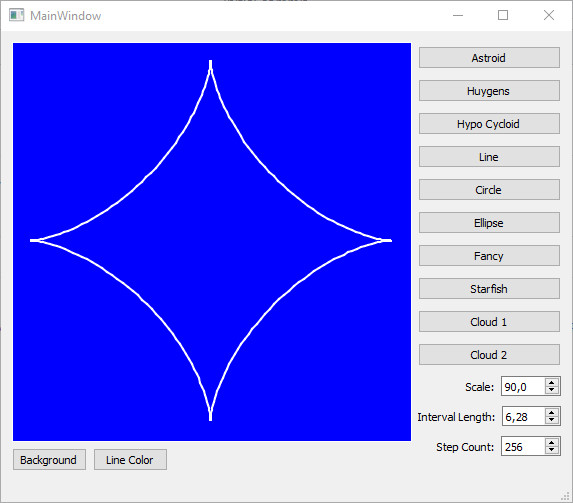 MainWindow
Astroid
Huygens
Hypo Cycloid
Line
Circle
Ellipse
Fancy
Starfish
Cloud 1
Cloud 2
Scale: 90,0
Interval Length: 6,28
Step Count: 256
Background Line Color